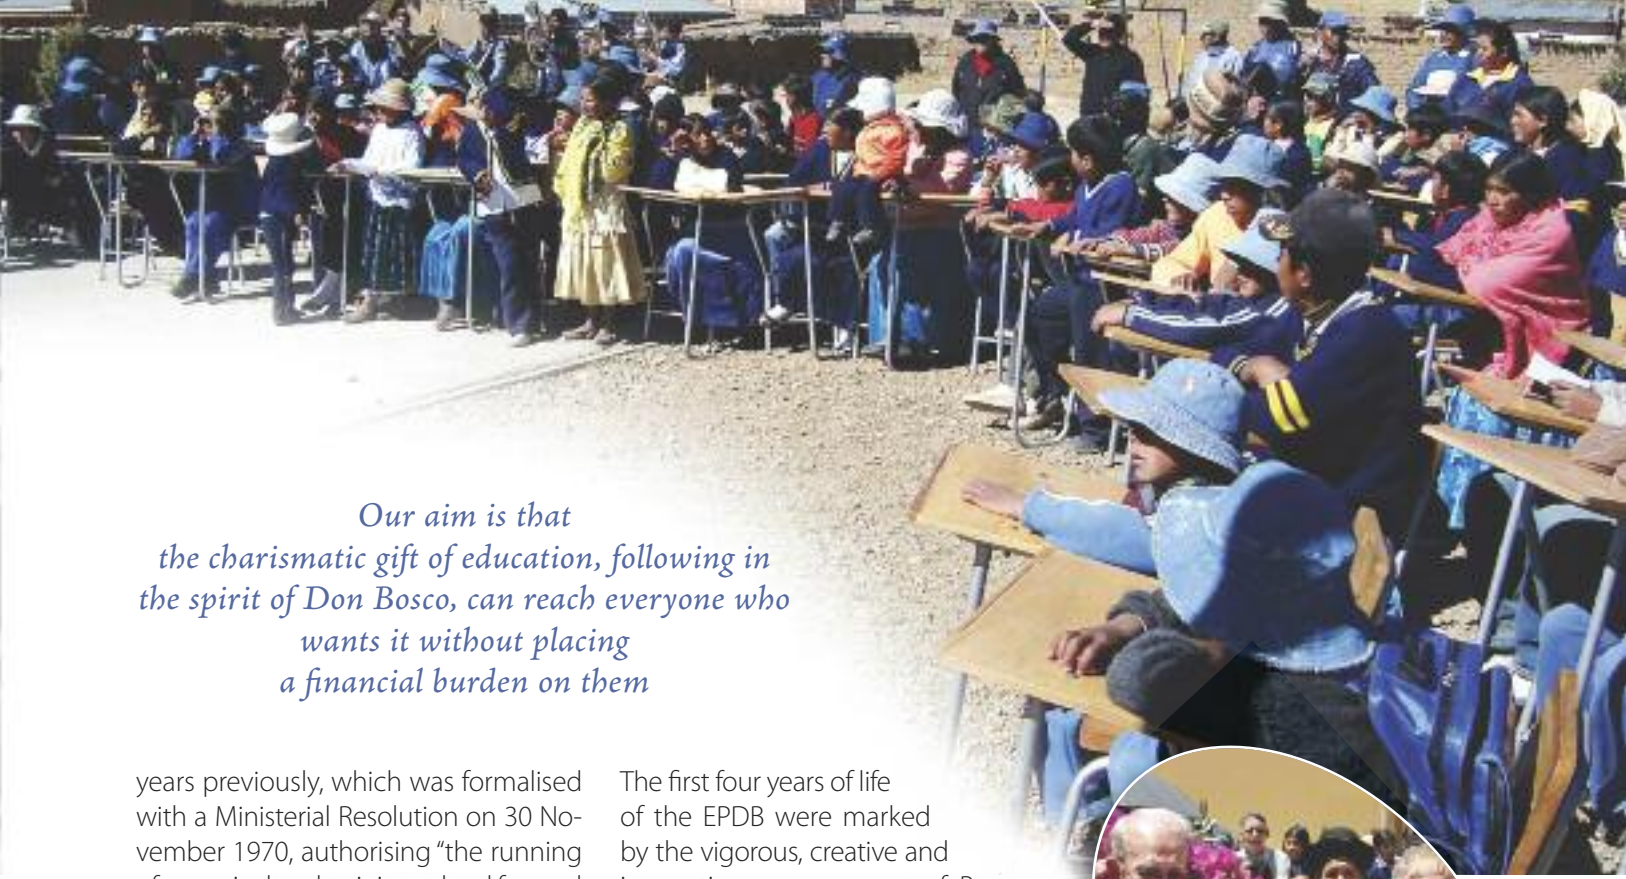 Our aim is that
the charismatic gift of education, following in
the spirit of Don Bosco, can reach everyone who
wants it without placing
a financial burden on them
years previously, which was formalised
with a Ministerial Resolution on 30 No-
vember 1970, authorising “the running
The first four years of life
of the EPDB were marked
by the vigorous, creative and